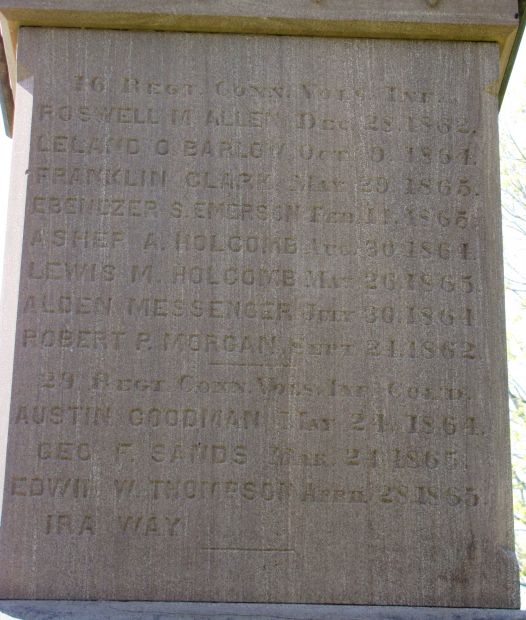 16 REGT. CONN. VOLS. INF.
ROSWELL M. ALLEN DEC. 28. 1862.
LELAND O. BARLOW OCT. 9. 1864.
FRANKLIN CLARK MAY. 29. 1865.
EBENEZER S. EMERSON FEB. 11. 1865
ASHER A. HOLCOMB AUG. 30. 1864.
LEWIS M. HOLCOMB MAY 26. 1865.
ALDEN MESSENGER JULY 30. 1864
ROBERT P. MORGAN, SEPT 24. 1862.
29 REGT CONN. VOLS. INF COL'D.
AUSTIN GOODMAN MAY 24. 1864.
GEO. F. SANDS MAR. 24 1865.
EDWIN W. THOMPSON APRIL 28. 1865.
IRA WAY